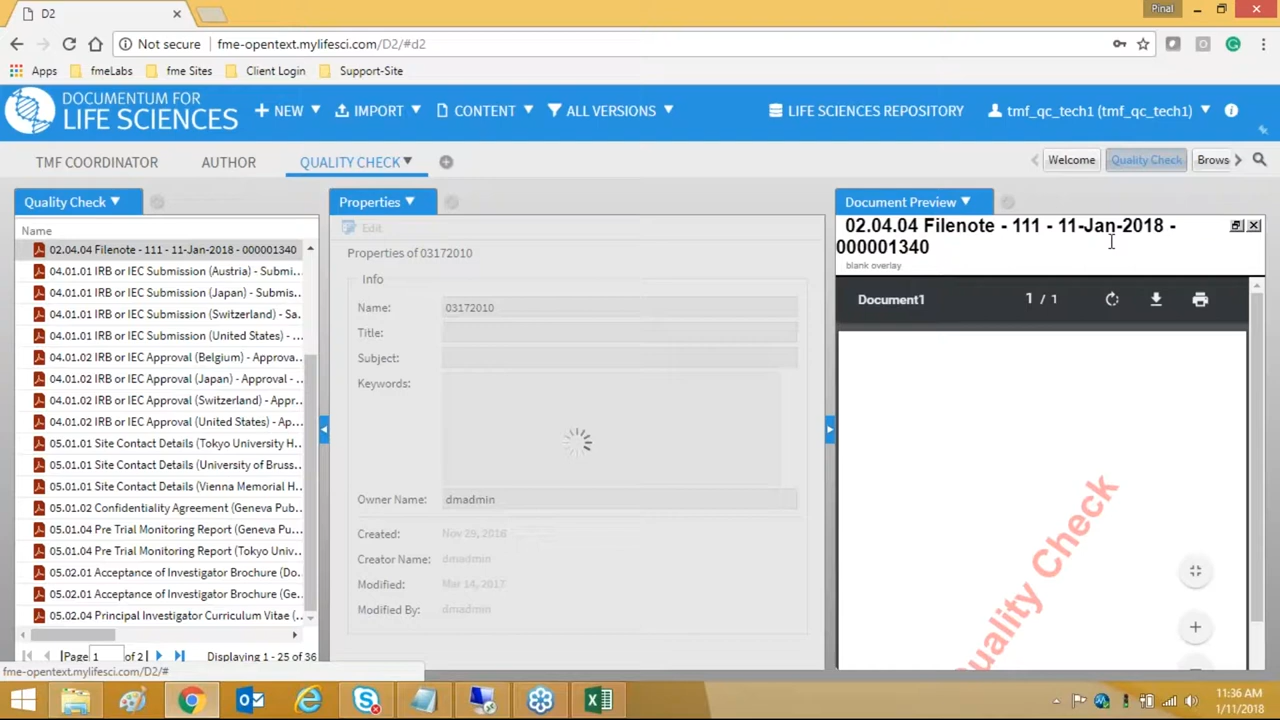 D2
Pinal
Not secure
fme-opentext.mylifesci.com/D2/#d2
Apps
fmeLabs
fme Sites
Client Login
Support-Site
DOCUMENTUM FOR
LIFE SCIENCES
NEW
IMPORT
CONTENT
ALL VERSIONS
LIFE SCIENCES REPOSITORY
tmf_qc_tech1 (tmf_qc_tech1)
TMF COORDINATOR
AUTHOR
QUALITY CHECK
Welcome
Quality Check
Brows
Quality Check
Name
02.04.04 Filenote - 111 - 11-Jan-2018 - 000001340
04.01.01 IRB or IEC Submission (Austria) - Submi...
04.01.01 IRB or IEC Submission (Japan) - Submis...
04.01.01 IRB or IEC Submission (Switzerland) - Sa...
04.01.01 IRB or IEC Submission (United States) - ...
04.01.02 IRB or IEC Approval (Belgium) - Approva...
04.01.02 IRB or IEC Approval (Japan) - Approval - ...
04.01.02 IRB or IEC Approval (Switzerland) - Appr...
04.01.02 IRB or IEC Approval (United States) - Ap...
05.01.01 Site Contact Details (Tokyo University H...
05.01.01 Site Contact Details (University of Bruss...
05.01.01 Site Contact Details (Vienna Memorial H...
05.01.02 Confidentiality Agreement (Geneva Pub...
05.01.04 Pre Trial Monitoring Report (Geneva Pu...
05.01.04 Pre Trial Monitoring Report (Tokyo Univ...
05.02.01 Acceptance of Investigator Brochure (Do...
05.02.01 Acceptance of Investigator Brochure (Ge...
05.02.04 Principal Investigator Curriculum Vitae (...
Page 1 of 2
Displaying 1 - 25 of 36
fme-opentext.mylifesci.com/D2/#
Properties
Edit
Properties of 03172010
Info
Name: 03172010
Title:
Subject:
Keywords:
Owner Name: dmadmin
Created: Nov 29, 2016
Creator Name: dmadmin
Modified: Mar 14, 2017
Modified By: dmadmin
Document Preview
02.04.04 Filenote - 111 - 11-Jan-2018 -
000001340
blank overlay
Document1
1 / 1
uality Check
11:36 AM
1/11/2018